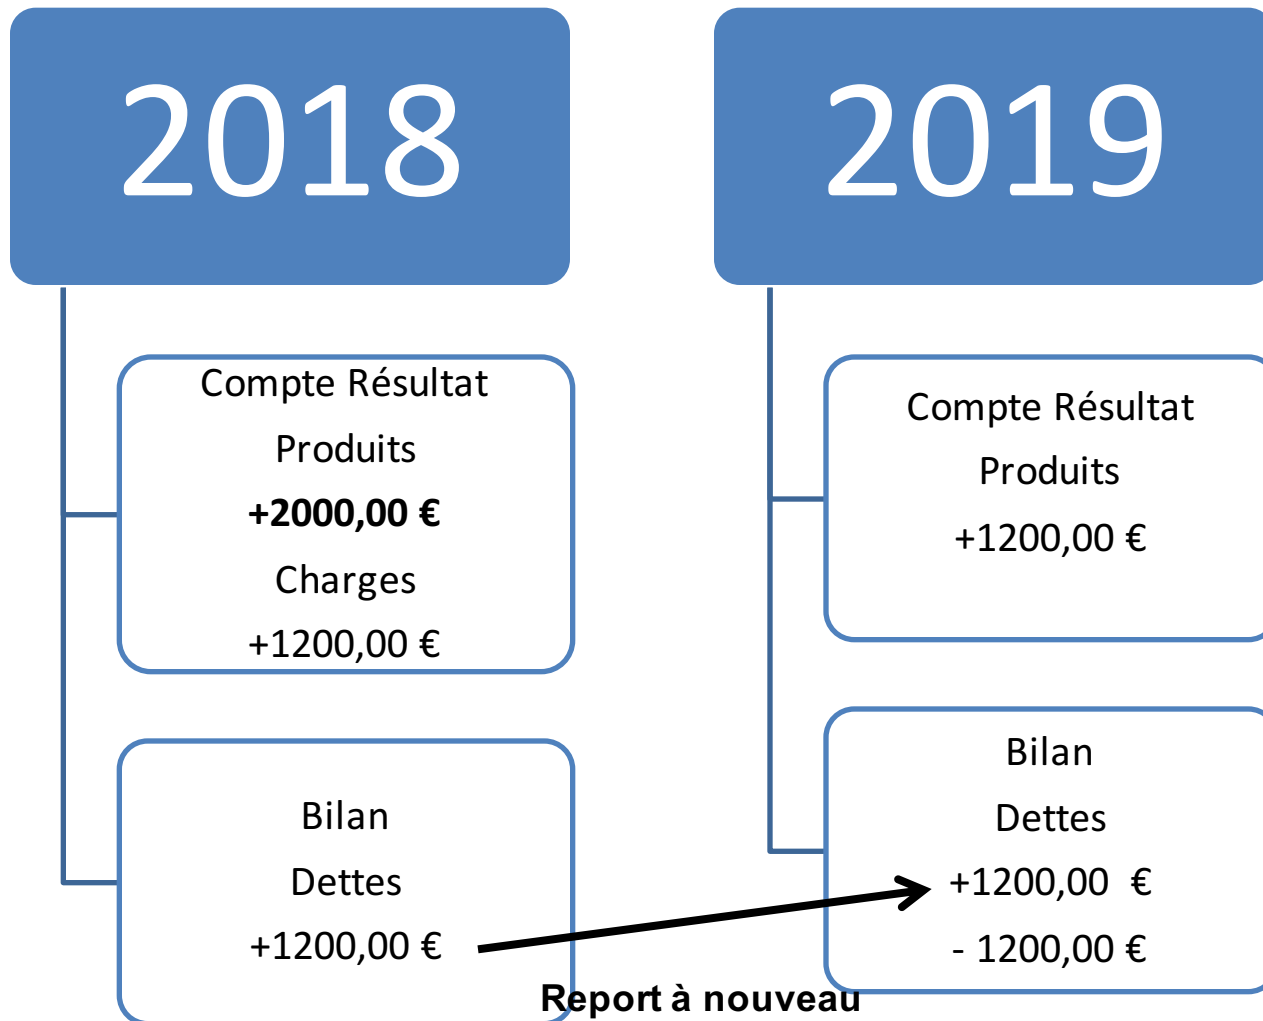 2018
Compte Résultat
Produits
+2000,00 €
Charges
+1200,00 €
Bilan
Dettes
+1200,00 €
2019
Compte Résultat
Produits
+1200,00 €
Bilan
Dettes
+1200,00 €
- 1200,00 €
Report à nouveau